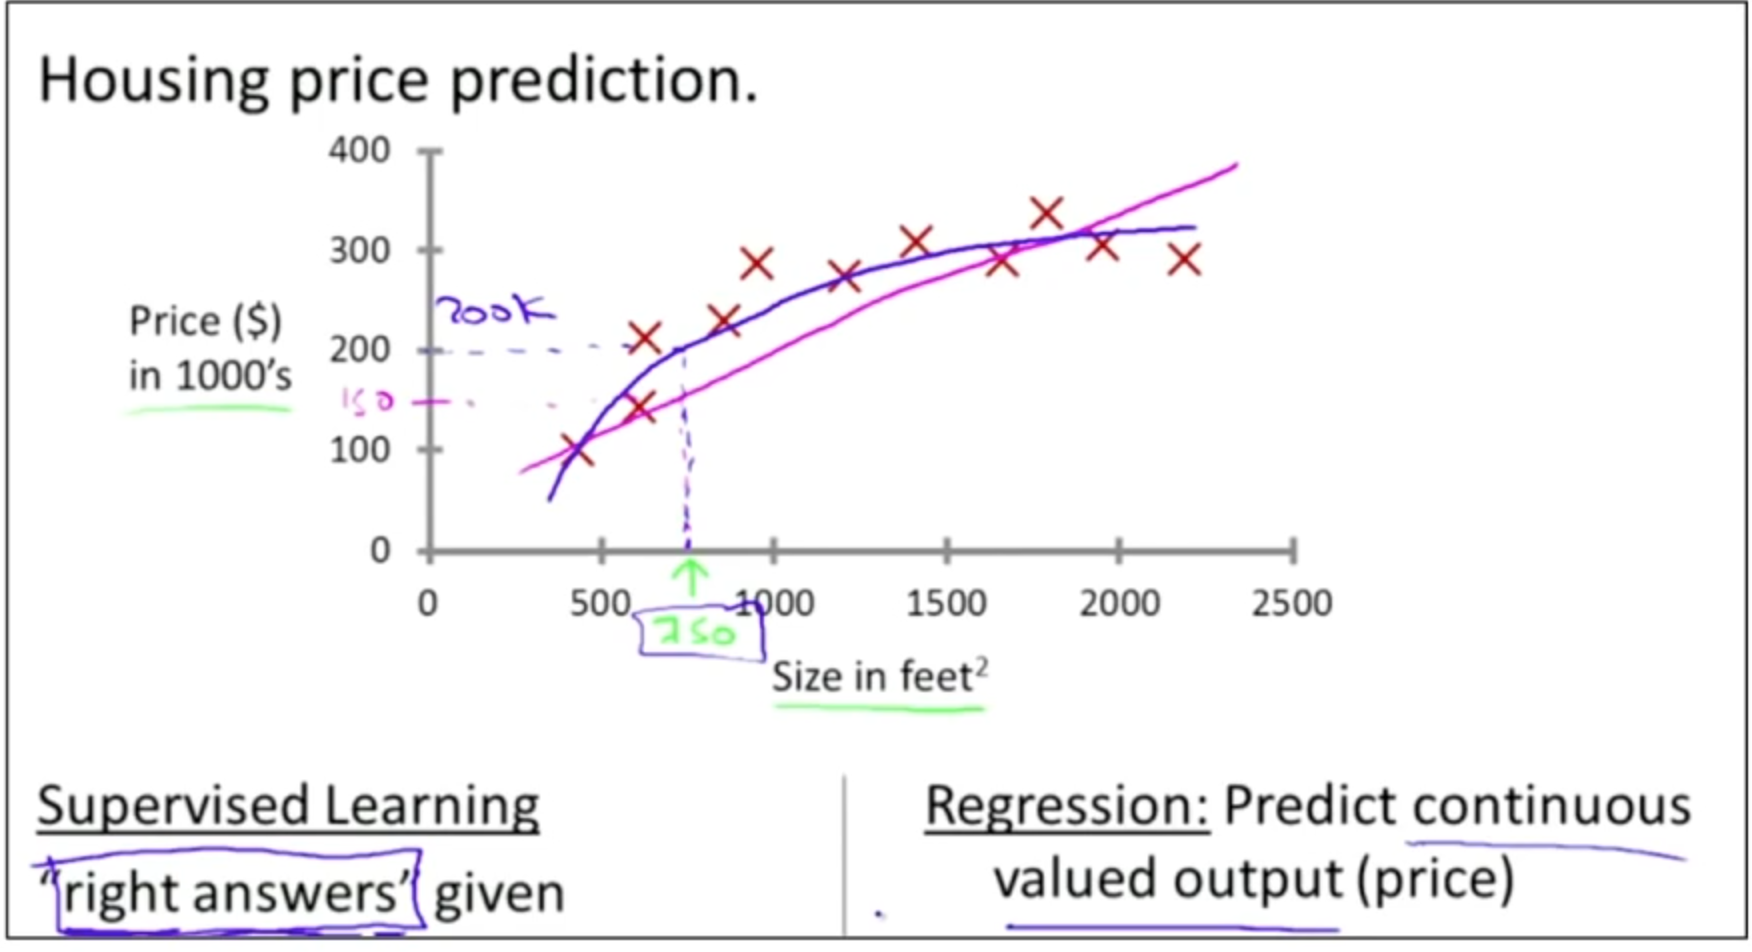 Housing price prediction.
400
300
200K
Price ($)
200
in 1000's
150
100
0
0 500 1000 1500 2000 2500
750
Size in feet²
Supervised Learning
"right answers" given
Regression: Predict continuous
valued output (price)